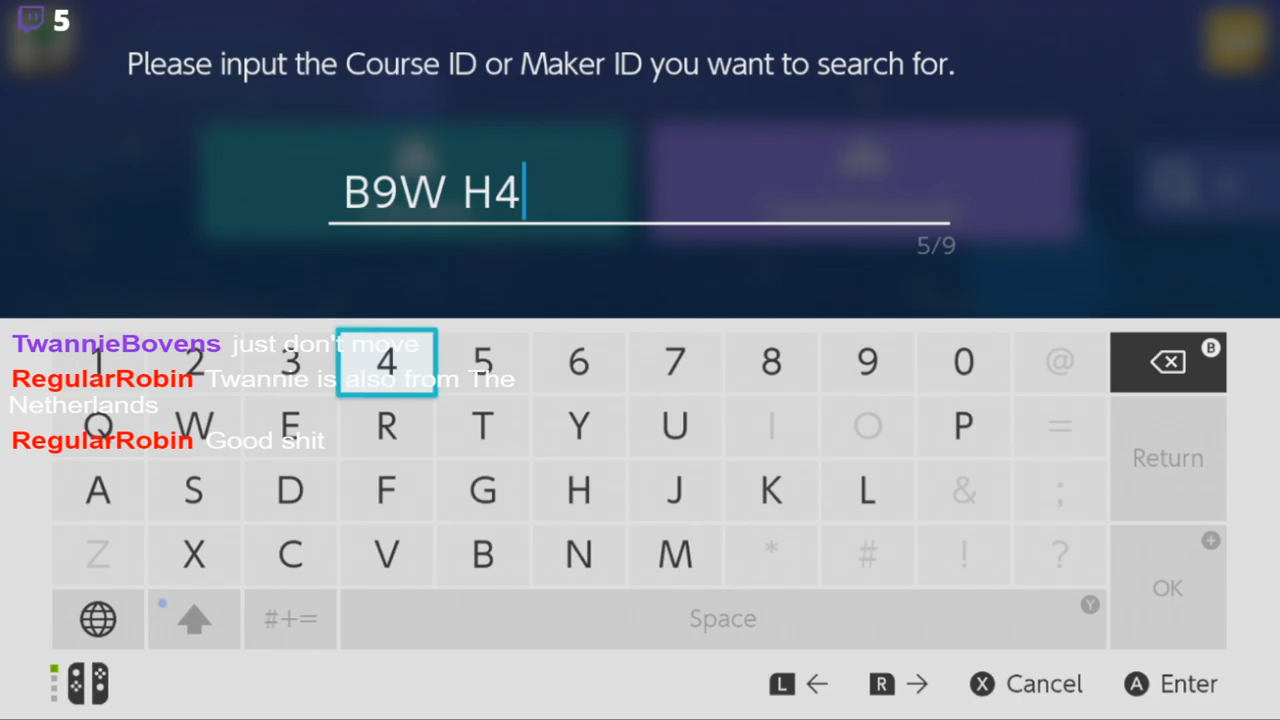 5
Please input the Course ID or Maker ID you want to search for.
B9W H4
5/9
TwannieBovens just don't move
RegularRobin Twannie is also from The
Netherlands
RegularRobin Good shit
1 2 3 4 5 6 7 8 9 0 @ B
Q W E R T Y U I O P = Return
A S D F G H J K L & ;
Z X C V B N M * # ! ? OK +
#+= Space Y
L ← R → X Cancel A Enter